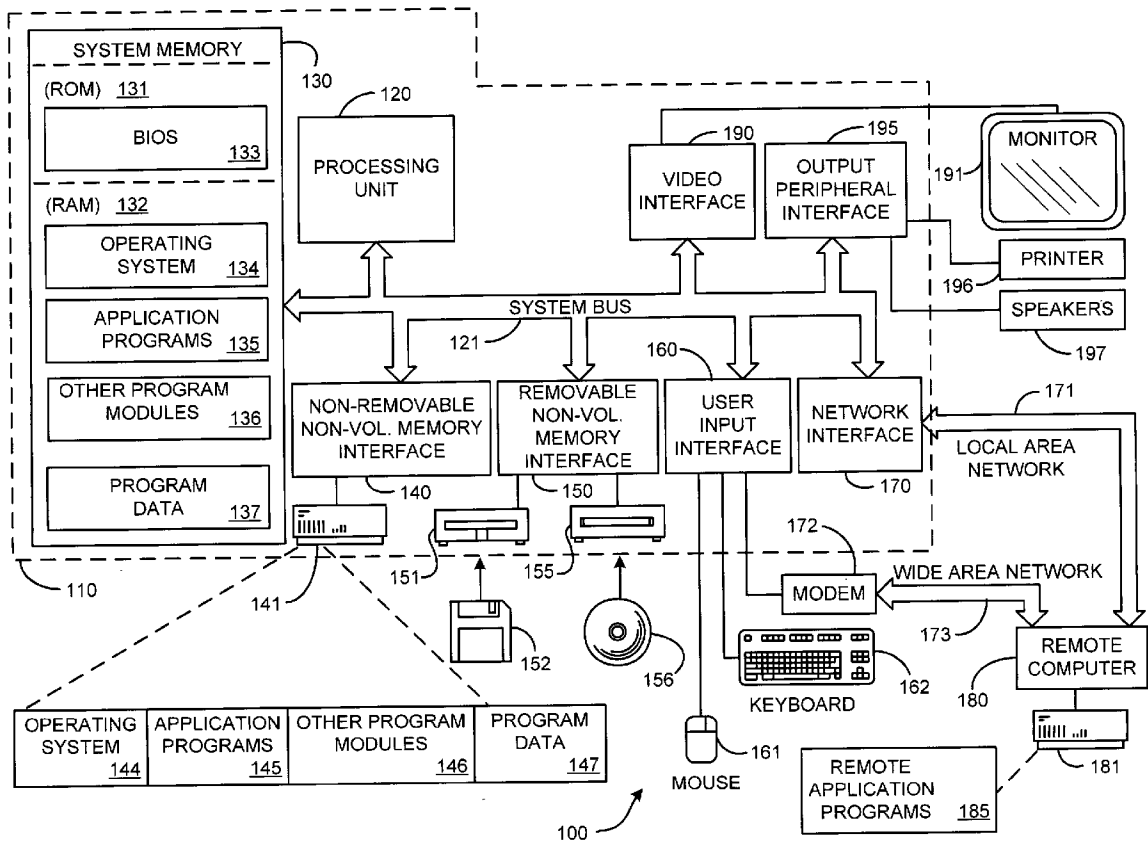 SYSTEM MEMORY
130
(ROM) 131
BIOS
133
(RAM) 132
OPERATING
SYSTEM
134
APPLICATION
PROGRAMS
135
OTHER PROGRAM
MODULES
136
PROGRAM
DATA
137
120
PROCESSING
UNIT
190
VIDEO
INTERFACE
195
OUTPUT
PERIPHERAL
INTERFACE
MONITOR
191
PRINTER
196
SPEAKERS
197
SYSTEM BUS
121
NON-REMOVABLE
NON-VOL. MEMORY
INTERFACE
140
REMOVABLE
NON-VOL.
MEMORY
INTERFACE
150
160
USER
INPUT
INTERFACE
NETWORK
INTERFACE
170
171
LOCAL AREA
NETWORK
110
141
151
155
152
156
172
MODEM
WIDE AREA NETWORK
173
KEYBOARD
162
161
MOUSE
REMOTE
COMPUTER
180
181
REMOTE
APPLICATION
PROGRAMS
185
OPERATING
SYSTEM
144
APPLICATION
PROGRAMS
145
OTHER PROGRAM
MODULES
146
PROGRAM
DATA
147
100